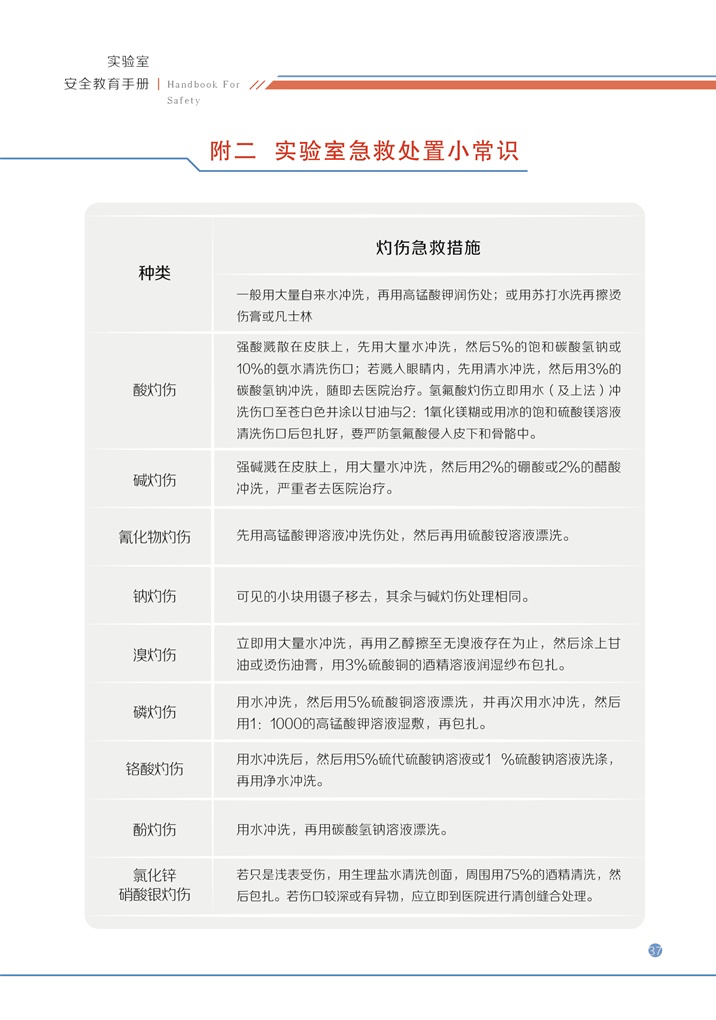 实验室
安全教育手册
Handbook For
Safety
附二 实验室急救处置小常识
种类
灼伤急救措施
一般用大量自来水冲洗，再用高锰酸钾润伤处；或用苏打水洗再擦烫
伤膏或凡士林
酸灼伤
强酸溅散在皮肤上，先用大量水冲洗，然后5%的饱和碳酸氢钠或
10%的氨水清洗伤口；若溅入眼睛内，先用清水冲洗，然后用3%的
碳酸氢钠冲洗，随即去医院治疗。氢氟酸灼伤立即用水（及上法）冲
洗伤口至苍白色并涂以甘油与2：1氧化镁糊或用冰的饱和硫酸镁溶液
清洗伤口后包扎好，要严防氢氟酸侵入皮下和骨骼中。
碱灼伤
强碱溅在皮肤上，用大量水冲洗，然后用2%的硼酸或2%的醋酸
冲洗，严重者去医院治疗。
氰化物灼伤
先用高锰酸钾溶液冲洗伤处，然后再用硫酸铵溶液漂洗。
钠灼伤
可见的小块用镊子移去，其余与碱灼伤处理相同。
溴灼伤
立即用大量水冲洗，再用乙醇擦至无溴液存在为止，然后涂上甘
油或烫伤油膏，用3%硫酸铜的酒精溶液润湿纱布包扎。
磷灼伤
用水冲洗，然后用5%硫酸铜溶液漂洗，并再次用水冲洗，然后
用1：1000的高锰酸钾溶液湿敷，再包扎。
铬酸灼伤
用水冲洗后，然后用5%硫代硫酸钠溶液或1 %硫酸钠溶液洗涤，
再用净水冲洗。
酚灼伤
用水冲洗，再用碳酸氢钠溶液漂洗。
氯化锌
硝酸银灼伤
若只是浅表受伤，用生理盐水清洗创面，周围用75%的酒精清洗，然
后包扎。若伤口较深或有异物，应立即到医院进行清创缝合处理。
37